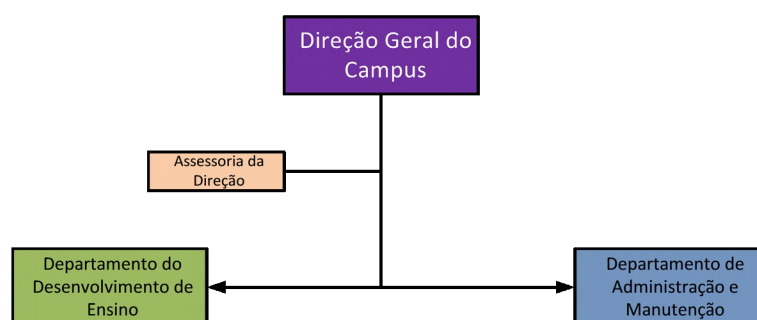 Direção Geral do
Campus
Assessoria da
Direção
Departamento do
Desenvolvimento de
Ensino
Departamento de
Administração e
Manutenção